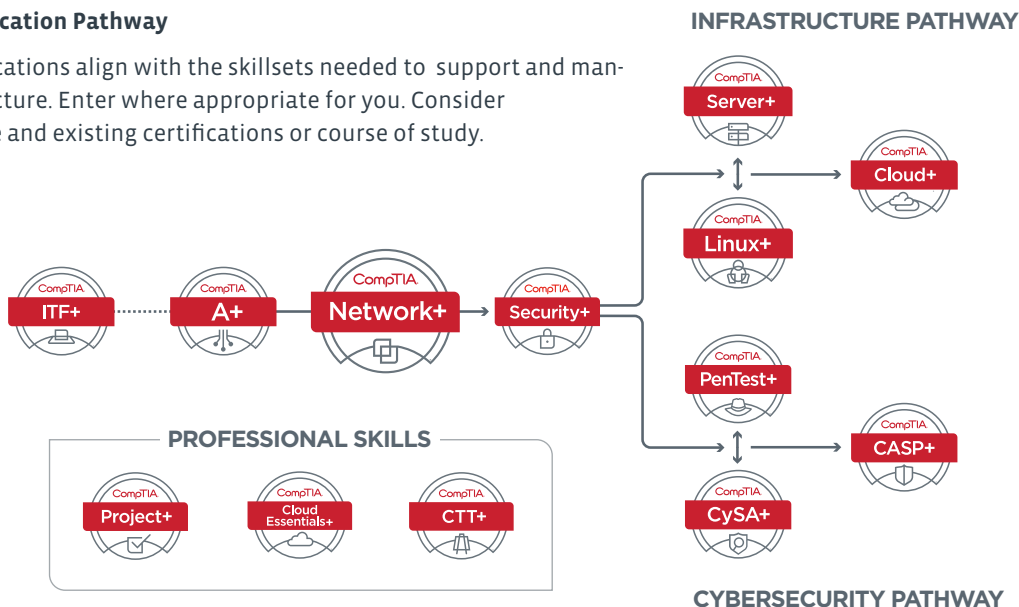 cation Pathway
cations align with the skillsets needed to support and man-
cture. Enter where appropriate for you. Consider
e and existing certifications or course of study.
INFRASTRUCTURE PATHWAY
CompTIA
Server+
CompTIA
Cloud+
CompTIA
Linux+
CompTIA
ITF+
CompTIA
A+
CompTIA
Network+
CompTIA
Security+
CompTIA
PenTest+
CompTIA
CASP+
CompTIA
CySA+
CYBERSECURITY PATHWAY
PROFESSIONAL SKILLS
CompTIA
Project+
CompTIA
Cloud
Essentials+
CompTIA
CTT+